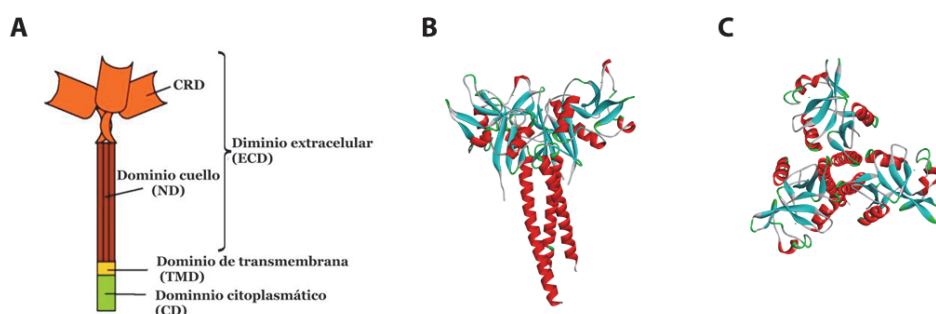 A
B
C
CRD
Diminio extracelular
(ECD)
Dominio cuello
(ND)
Dominio de transmembrana
(TMD)
Dominnio citoplasmático
(CD)